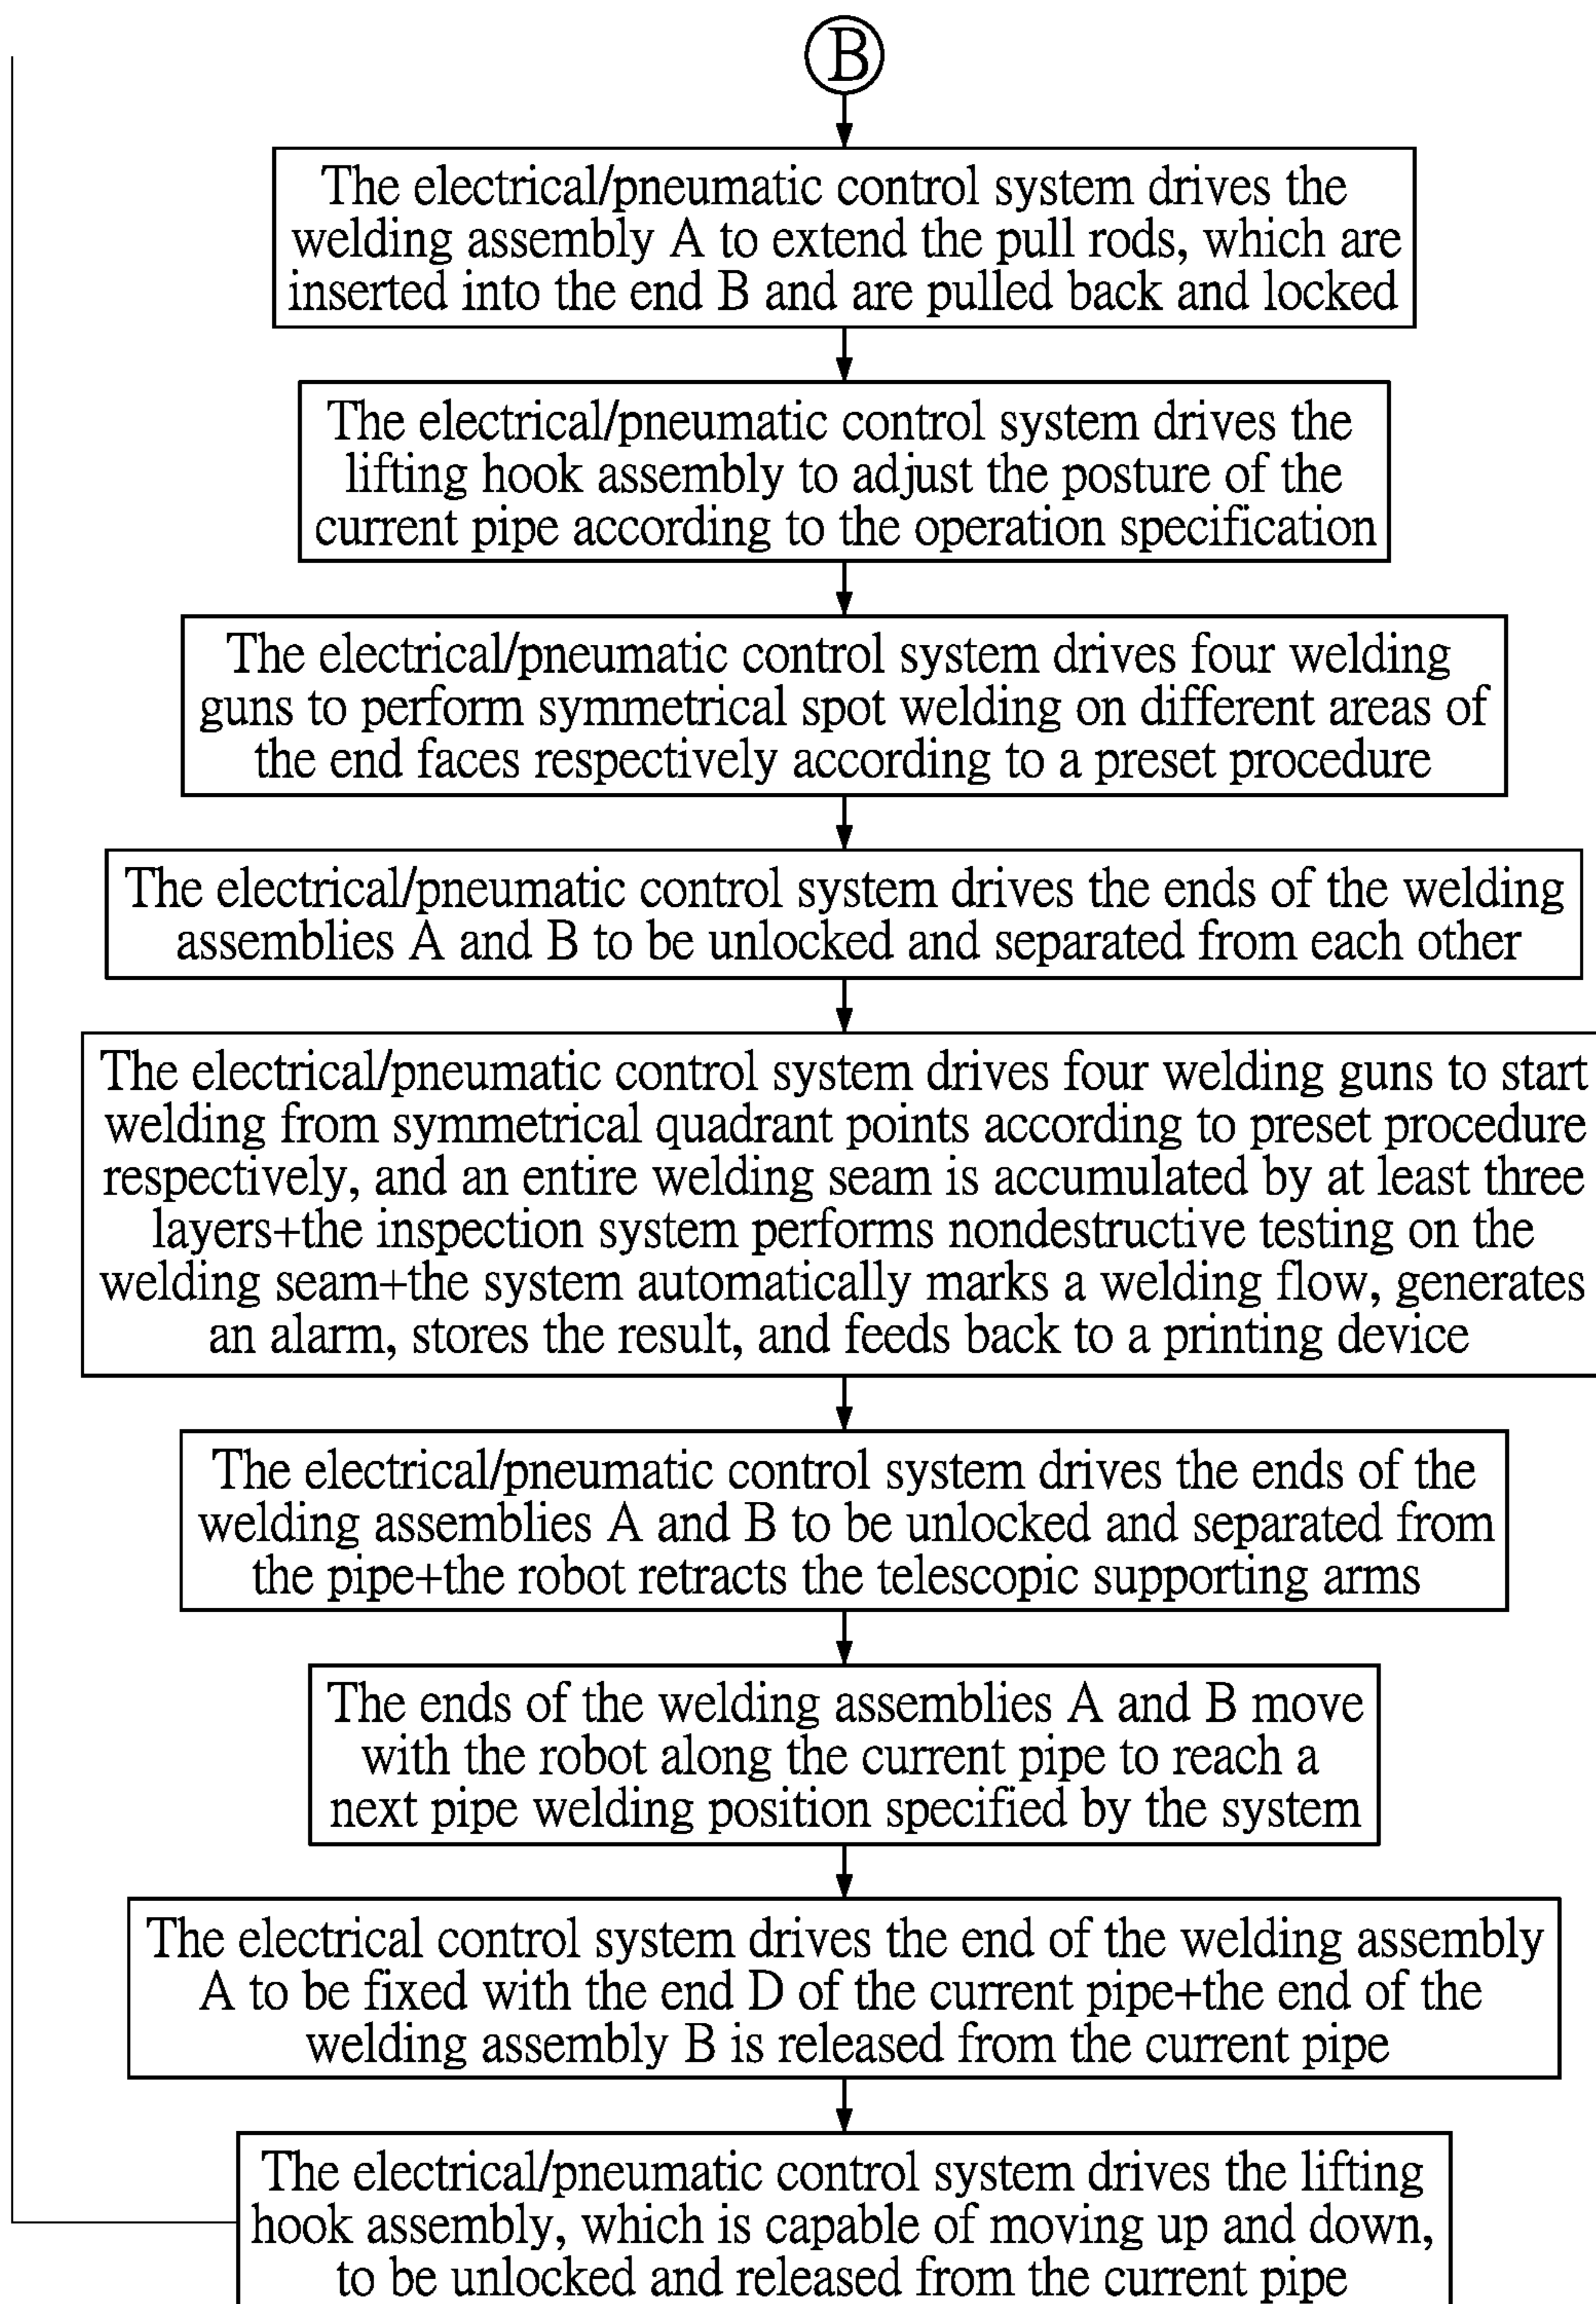 B
The electrical/pneumatic control system drives the
welding assembly A to extend the pull rods, which are
inserted into the end B and are pulled back and locked
The electrical/pneumatic control system drives the
lifting hook assembly to adjust the posture of the
current pipe according to the operation specification
The electrical/pneumatic control system drives four welding
guns to perform symmetrical spot welding on different areas of
the end faces respectively according to a preset procedure
The electrical/pneumatic control system drives the ends of the welding
assemblies A and B to be unlocked and separated from each other
The electrical/pneumatic control system drives four welding guns to start
welding from symmetrical quadrant points according to preset procedure
respectively, and an entire welding seam is accumulated by at least three
layers+the inspection system performs nondestructive testing on the
welding seam+the system automatically marks a welding flow, generates
an alarm, stores the result, and feeds back to a printing device
The electrical/pneumatic control system drives the ends of the
welding assemblies A and B to be unlocked and separated from
the pipe+the robot retracts the telescopic supporting arms
The ends of the welding assemblies A and B move
with the robot along the current pipe to reach a
next pipe welding position specified by the system
The electrical control system drives the end of the welding assembly
A to be fixed with the end D of the current pipe+the end of the
welding assembly B is released from the current pipe
The electrical/pneumatic control system drives the lifting
hook assembly, which is capable of moving up and down,
to be unlocked and released from the current pipe